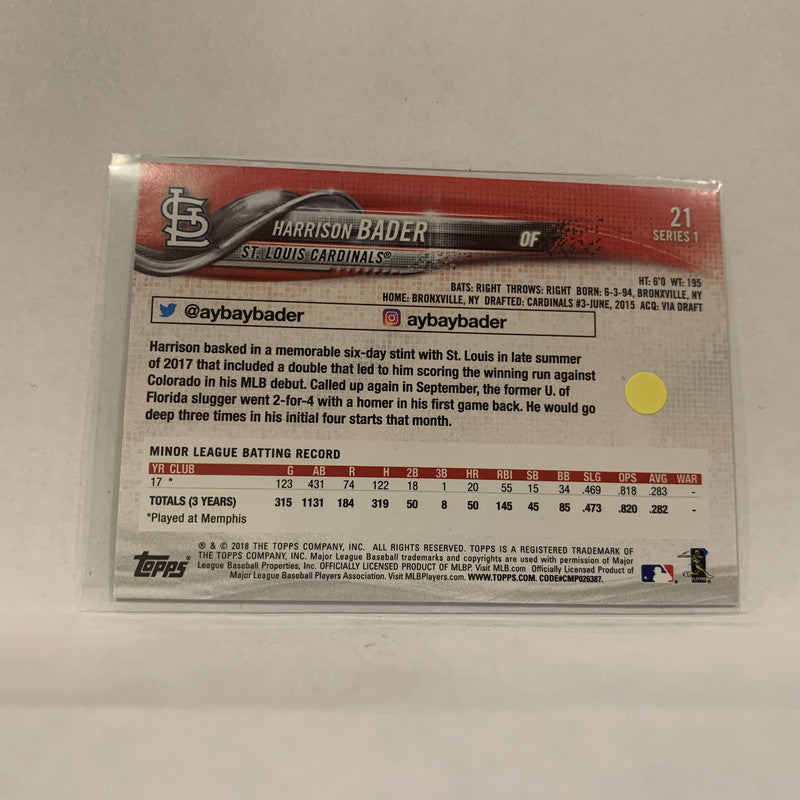 STL
HARRISON BADER
OF
21
SERIES 1
ST. LOUIS CARDINALS®
HT: 6'0 WT: 195
BATS: RIGHT THROWS: RIGHT BORN: 6-3-94, BRONXVILLE, NY
HOME: BRONXVILLE, NY DRAFTED: CARDINALS #3-JUNE, 2015 ACQ: VIA DRAFT
@aybaybader aybaybader
Harrison basked in a memorable six-day stint with St. Louis in late summer
of 2017 that included a double that led to him scoring the winning run against
Colorado in his MLB debut. Called up again in September, the former U. of
Florida slugger went 2-for-4 with a homer in his first game back. He would go
deep three times in his initial four starts that month.
MINOR LEAGUE BATTING RECORD
YR CLUB G AB R H 2B 3B HR RBI SB BB SLG OPS AVG WAR
17 * 123 431 74 122 18 1 20 55 15 34 .469 .818 .283 -
TOTALS (3 YEARS) 315 1131 184 319 50 8 50 145 45 85 .473 .820 .282 -
*Played at Memphis
Topps
® & © 2018 THE TOPPS COMPANY, INC. ALL RIGHTS RESERVED. TOPPS IS A REGISTERED TRADEMARK OF
THE TOPPS COMPANY, INC. Major League Baseball trademarks and copyrights are used with permission of Major
League Baseball Properties, Inc. OFFICIALLY LICENSED PRODUCT OF MLBP. Visit MLB.com Officially Licensed Product of
Major League Baseball Players Association. Visit MLBPlayers.com. WWW.TOPPS.COM. CODE#CMP026387.